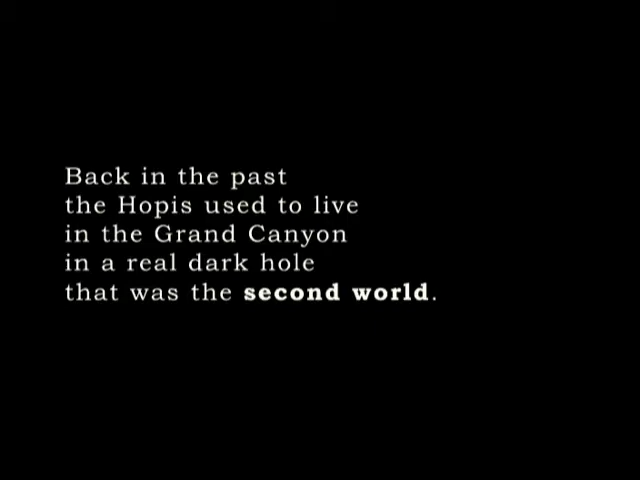 Back in the past
the Hopis used to live
in the Grand Canyon
in a real dark hole
that was the second world.